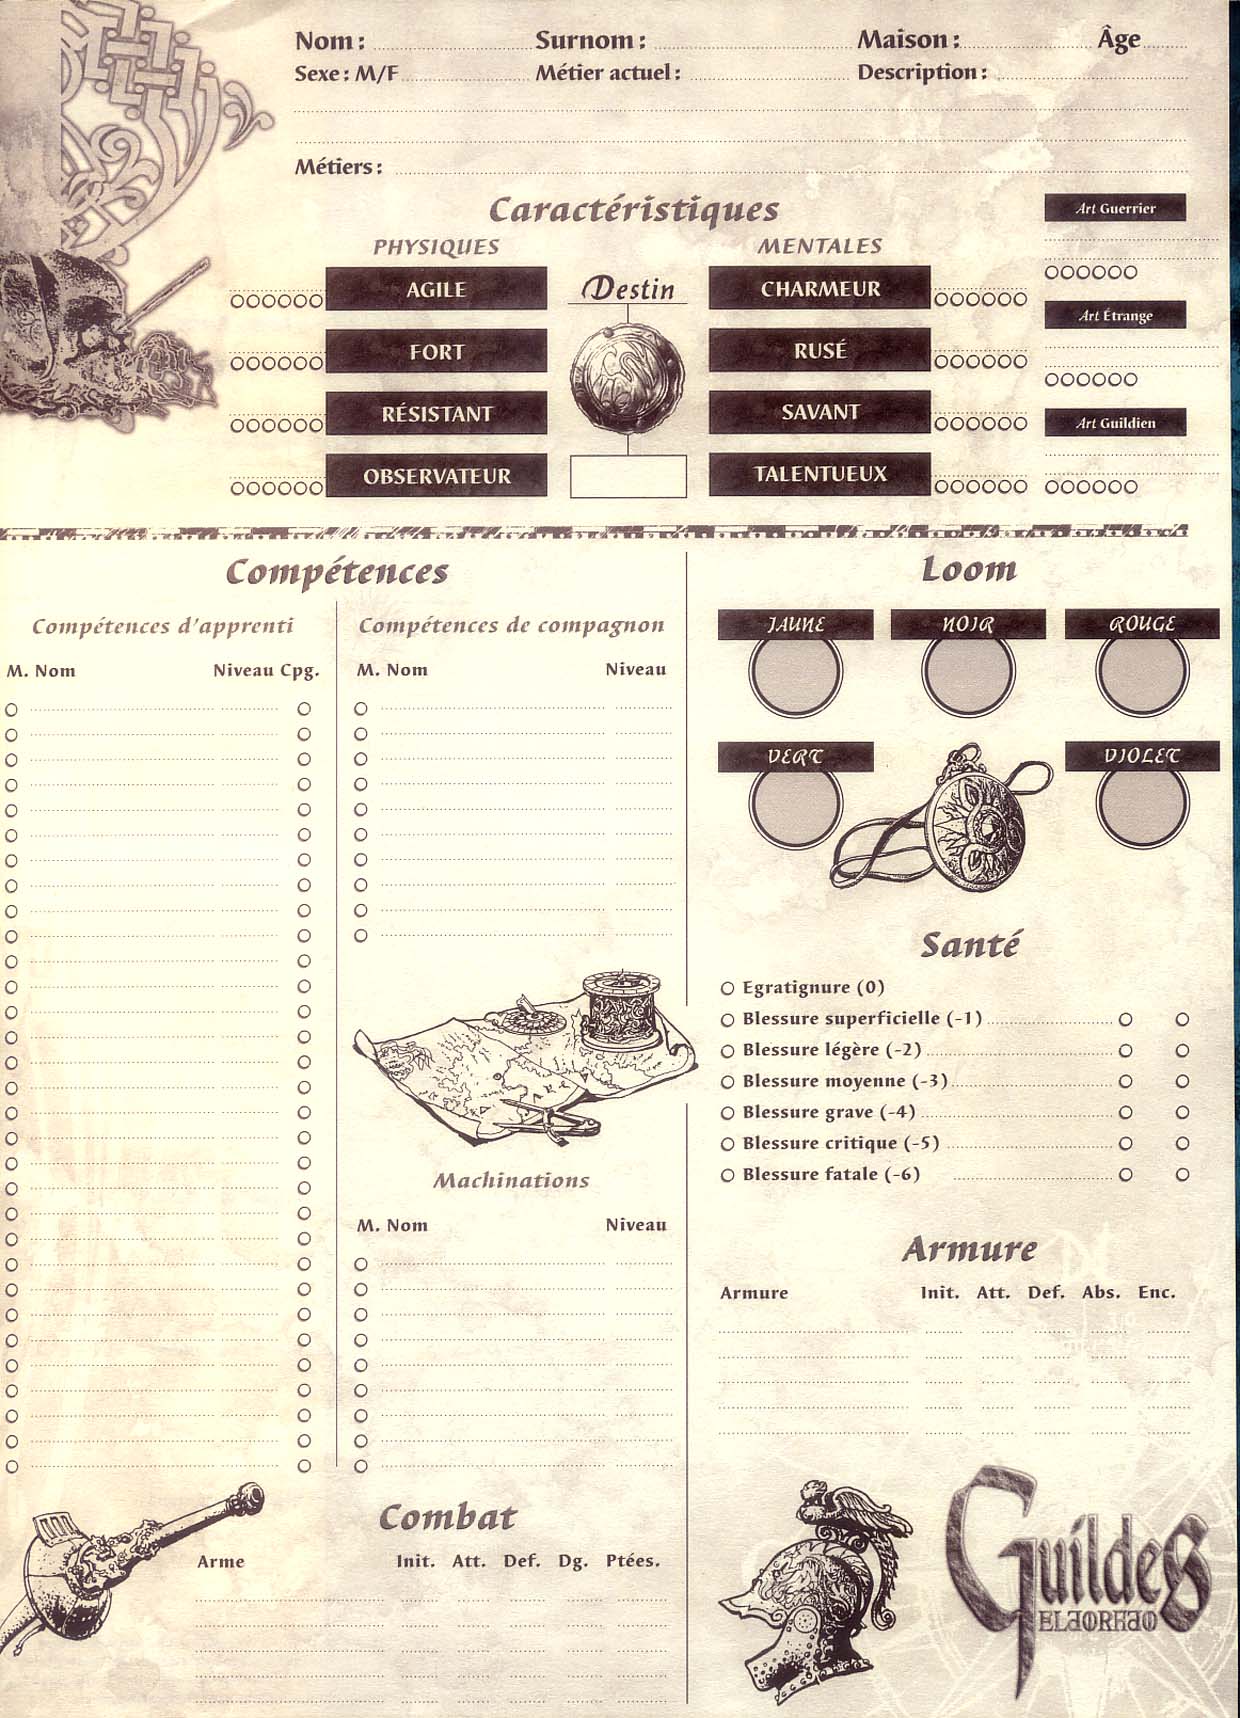 Nom : Surnom : Maison : Âge
Sexe : M/F Métier actuel : Description :
Métiers :
Caractéristiques
PHYSIQUES MENTALES
AGILE
FORT
RÉSISTANT
OBSERVATEUR
Destin
CHARMEUR
RUSÉ
SAVANT
TALENTUEUX
Art Guerrier
Art Étrange
Art Guildien
Compétences
Compétences d'apprenti
M. Nom Niveau Cpg.
Compétences de compagnon
M. Nom Niveau
Machinations
M. Nom Niveau
Loom
JAUNE NOIR ROUGE
VERT VIOLET
Santé
Egratignure (0)
Blessure superficielle (-1)
Blessure légère (-2)
Blessure moyenne (-3)
Blessure grave (-4)
Blessure critique (-5)
Blessure fatale (-6)
Armure
Armure Init. Att. Def. Abs. Enc.
Combat
Arme Init. Att. Def. Dg. Ptées.
Guildes
ELDORADO